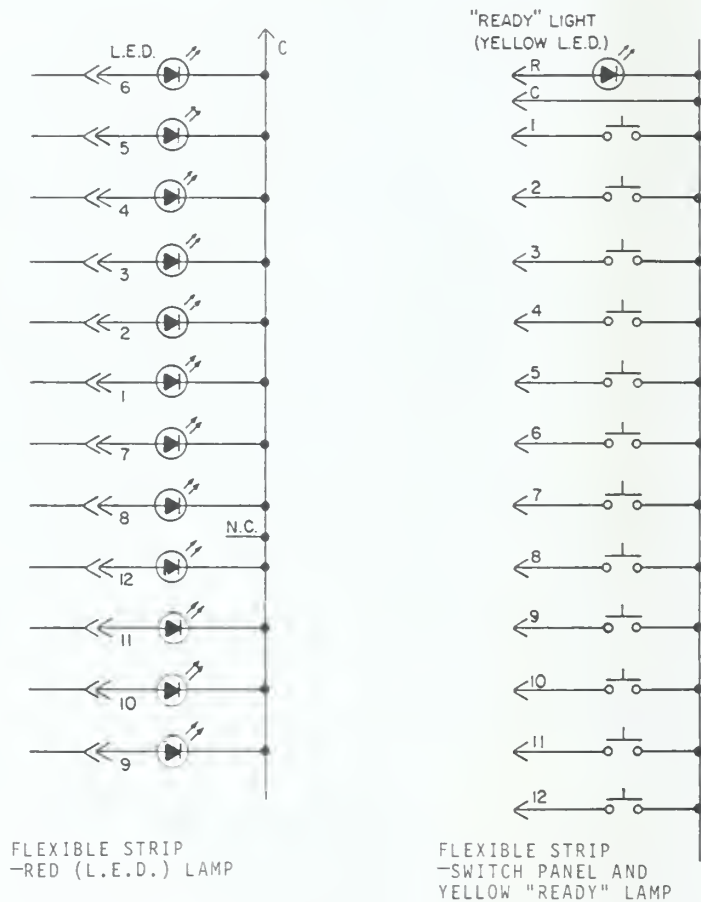 L.E.D.
C
6
5
4
3
2
1
7
8
N.C.
12
11
10
9
FLEXIBLE STRIP
-RED (L.E.D.) LAMP
"READY" LIGHT
(YELLOW L.E.D.)
R
C
1
2
3
4
5
6
7
8
9
10
11
12
FLEXIBLE STRIP
-SWITCH PANEL AND
YELLOW "READY" LAMP